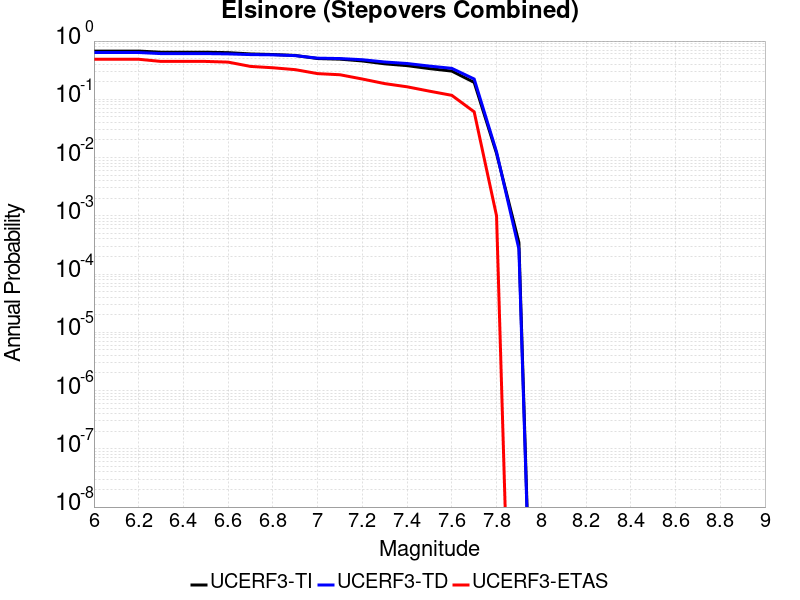 Elsinore (Stepovers Combined)
10^0
10^-1
10^-2
10^-3
10^-4
10^-5
10^-6
10^-7
10^-8
Annual Probability
6 6.2 6.4 6.6 6.8 7 7.2 7.4 7.6 7.8 8 8.2 8.4 8.6 8.8 9
Magnitude
UCERF3-TI UCERF3-TD UCERF3-ETAS